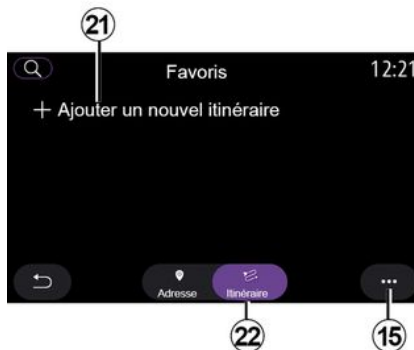 21
Favoris
12:21
+ Ajouter un nouvel itinéraire
Adresse
Itinéraire
...
22
15